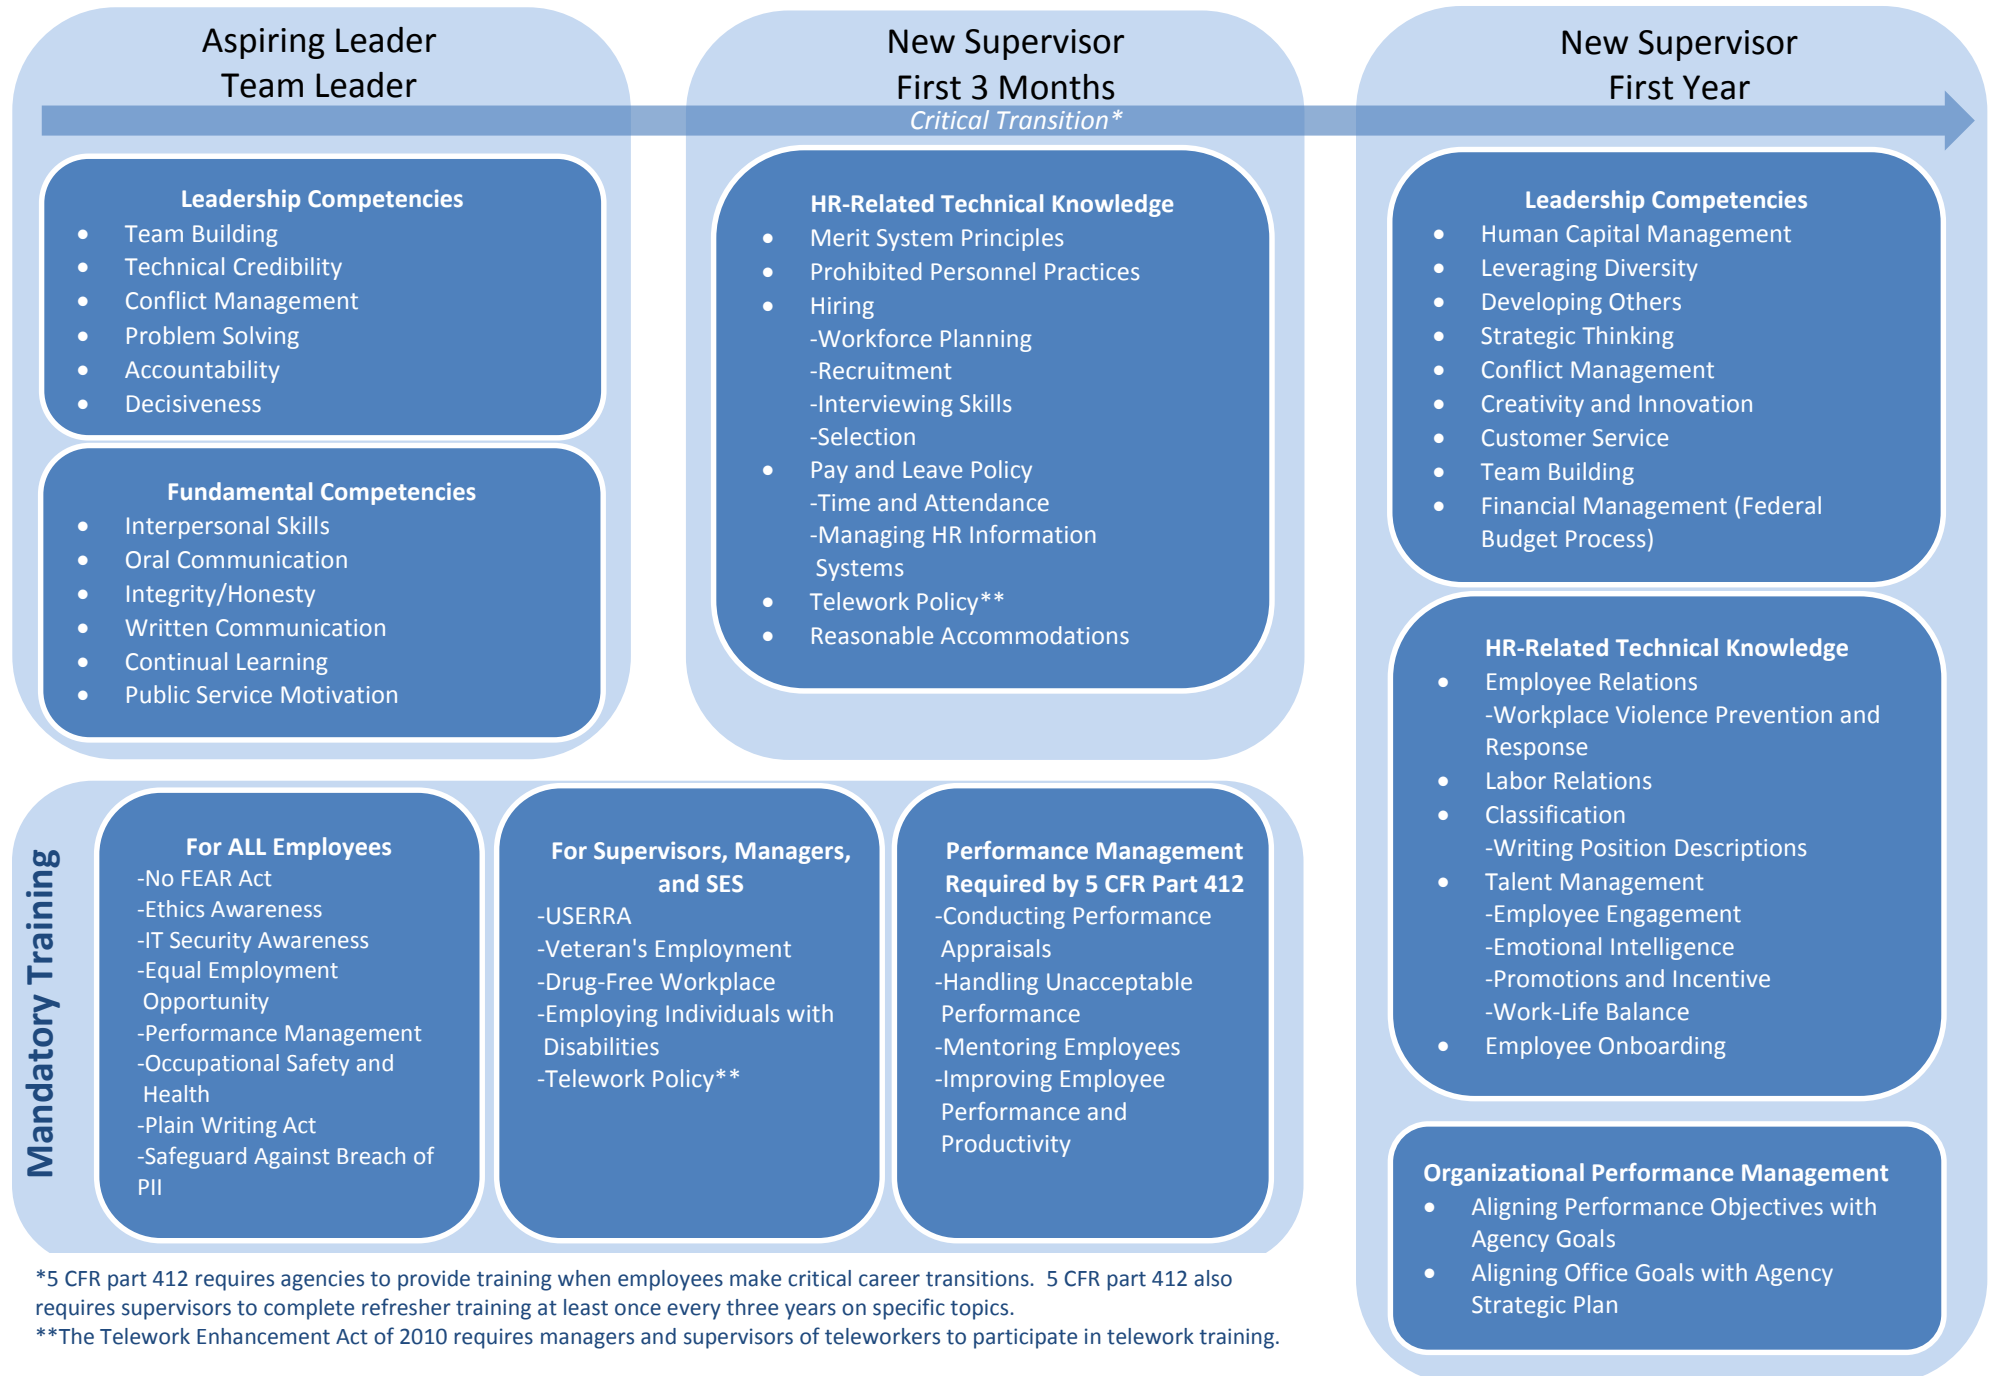 Aspiring Leader
Team Leader
New Supervisor
First 3 Months
New Supervisor
First Year
Critical Transition*
Leadership Competencies
• Team Building
• Technical Credibility
• Conflict Management
• Problem Solving
• Accountability
• Decisiveness
Fundamental Competencies
• Interpersonal Skills
• Oral Communication
• Integrity/Honesty
• Written Communication
• Continual Learning
• Public Service Motivation
HR-Related Technical Knowledge
• Merit System Principles
• Prohibited Personnel Practices
• Hiring
-Workforce Planning
-Recruitment
-Interviewing Skills
-Selection
• Pay and Leave Policy
-Time and Attendance
-Managing HR Information
Systems
• Telework Policy**
• Reasonable Accommodations
Leadership Competencies
• Human Capital Management
• Leveraging Diversity
• Developing Others
• Strategic Thinking
• Conflict Management
• Creativity and Innovation
• Customer Service
• Team Building
• Financial Management (Federal
Budget Process)
HR-Related Technical Knowledge
• Employee Relations
-Workplace Violence Prevention and
Response
• Labor Relations
• Classification
-Writing Position Descriptions
• Talent Management
-Employee Engagement
-Emotional Intelligence
-Promotions and Incentive
-Work-Life Balance
• Employee Onboarding
Organizational Performance Management
• Aligning Performance Objectives with
Agency Goals
• Aligning Office Goals with Agency
Strategic Plan
Mandatory Training
For ALL Employees
-No FEAR Act
-Ethics Awareness
-IT Security Awareness
-Equal Employment
Opportunity
-Performance Management
-Occupational Safety and
Health
-Plain Writing Act
-Safeguard Against Breach of
PII
For Supervisors, Managers,
and SES
-USERRA
-Veteran's Employment
-Drug-Free Workplace
-Employing Individuals with
Disabilities
-Telework Policy**
Performance Management
Required by 5 CFR Part 412
-Conducting Performance
Appraisals
-Handling Unacceptable
Performance
-Mentoring Employees
-Improving Employee
Performance and
Productivity
*5 CFR part 412 requires agencies to provide training when employees make critical career transitions.  5 CFR part 412 also
requires supervisors to complete refresher training at least once every three years on specific topics.
**The Telework Enhancement Act of 2010 requires managers and supervisors of teleworkers to participate in telework training.